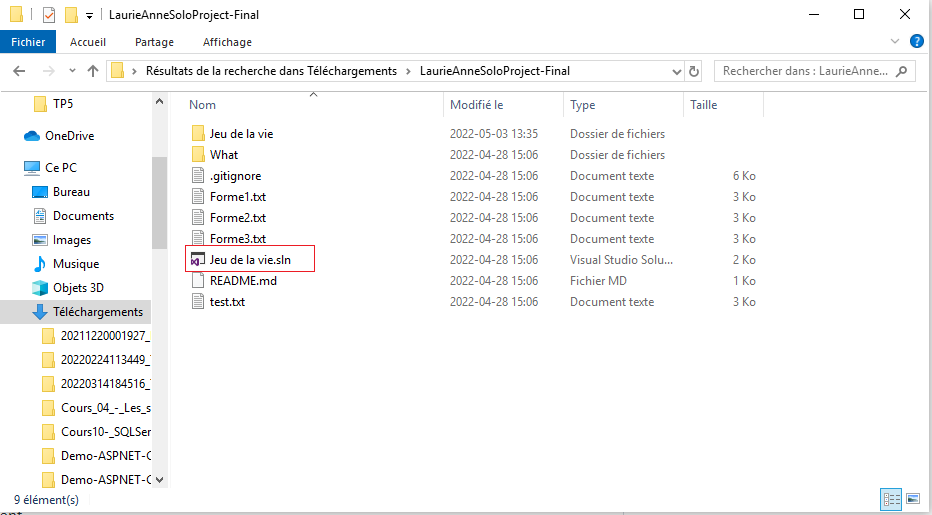 LaurieAnneSoloProject-Final
Fichier Accueil Partage Affichage
Résultats de la recherche dans Téléchargements LaurieAnneSoloProject-Final
Rechercher dans : LaurieAnne...
TP5
OneDrive
Ce PC
Bureau
Documents
Images
Musique
Objets 3D
Téléchargements
20211220001927_
20220224113449_
20220314184516_
Cours_04_-_Les_s
Cours10-_SQLSer
Demo-ASPNET-C
Demo-ASPNET-C
Nom Modifié le Type Taille
Jeu de la vie 2022-05-03 13:35 Dossier de fichiers
What 2022-04-28 15:06 Dossier de fichiers
.gitignore 2022-04-28 15:06 Document texte 6 Ko
Forme1.txt 2022-04-28 15:06 Document texte 3 Ko
Forme2.txt 2022-04-28 15:06 Document texte 3 Ko
Forme3.txt 2022-04-28 15:06 Document texte 3 Ko
Jeu de la vie.sln 2022-04-28 15:06 Visual Studio Solu... 2 Ko
README.md 2022-04-28 15:06 Fichier MD 1 Ko
test.txt 2022-04-28 15:06 Document texte 3 Ko
9 élément(s)